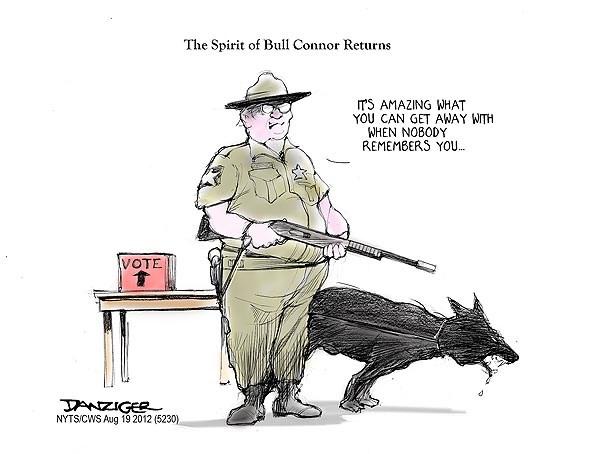 The Spirit of Bull Connor Returns
IT'S AMAZING WHAT
YOU CAN GET AWAY WITH
WHEN NOBODY
REMEMBERS YOU...
VOTE
DANZIGER
NYTS/CWS Aug 19 2012 (5230)